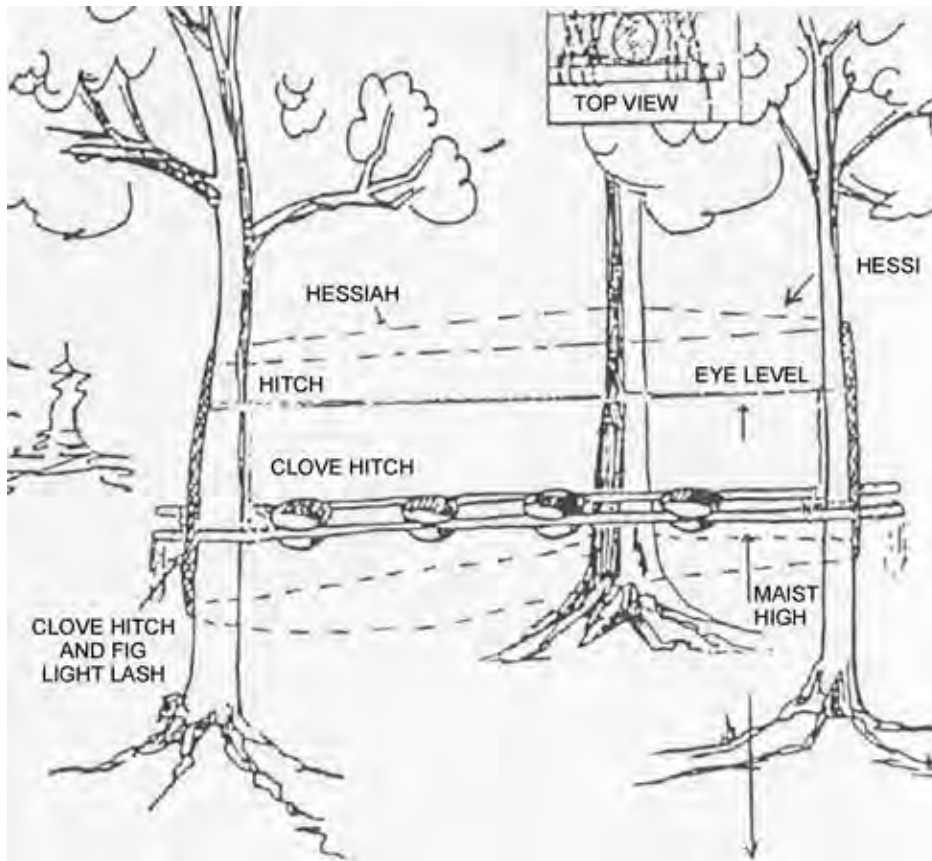 TOP VIEW
HESSI
HESSIAH
HITCH
EYE LEVEL
CLOVE HITCH
MAIST
HIGH
CLOVE HITCH
AND FIG
LIGHT LASH